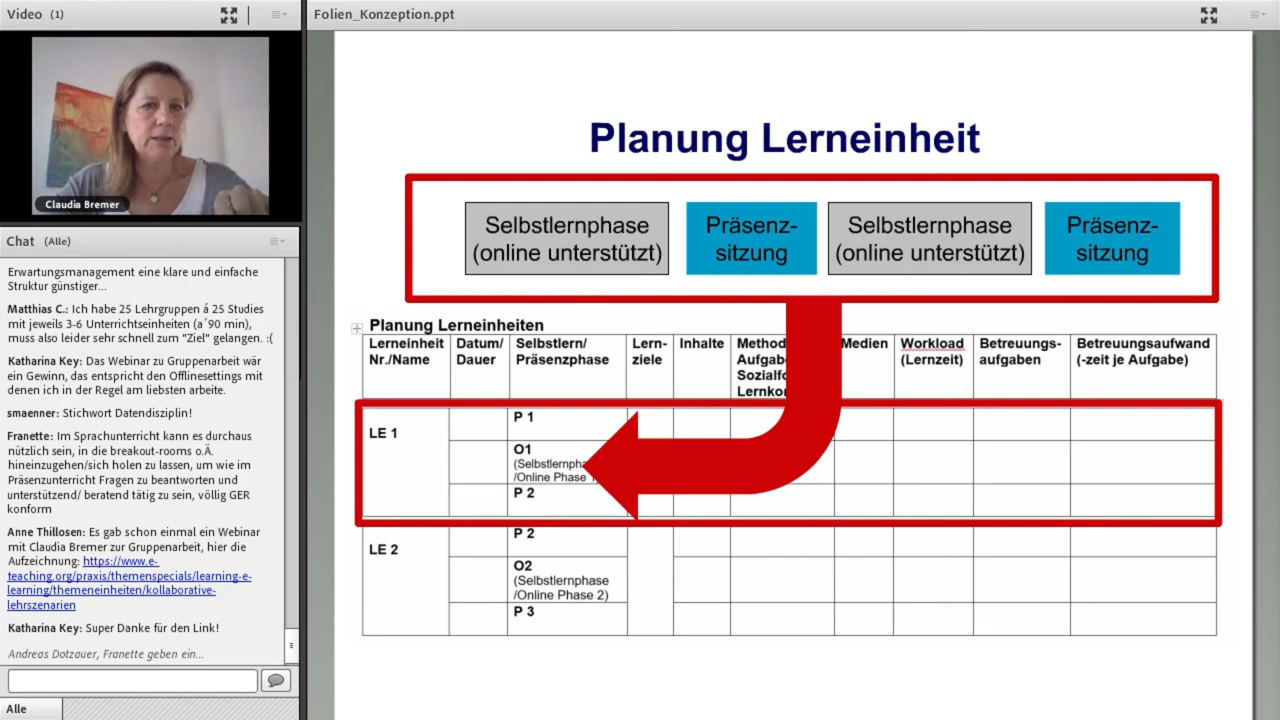 Video (1)
Claudia Bremer
Chat (Alle)
Erwartungsmanagement eine klare und einfache
Struktur günstiger...
Matthias C.: Ich habe 25 Lehrgruppen á 25 Studies
mit jeweils 3-6 Unterrichtseinheiten (a´90 min),
muss also leider sehr schnell zum "Ziel" gelangen. :(
Katharina Key: Das Webinar zu Gruppenarbeit wär
ein Gewinn, das entspricht den Offlinesettings mit
denen ich in der Regel am liebsten arbeite.
smaenner: Stichwort Datendisziplin!
Franette: Im Sprachunterricht kann es durchaus
nützlich sein, in die breakout-rooms o.Ä.
hineinzugehen/sich holen zu lassen, um wie im
Präsenzunterricht Fragen zu beantworten und
unterstützend/ beratend tätig zu sein, völlig GER
konform
Anne Thillosen: Es gab schon einmal ein Webinar
mit Claudia Bremer zur Gruppenarbeit, hier die
Aufzeichnung: https://www.e-
teaching.org/praxis/themenspecials/learning-e-
learning/themeneinheiten/kollaborative-
lehrszenarien
Katharina Key: Super Danke für den Link!
Andreas Dotzauer, Franette geben ein...
Alle
Folien_Konzeption.ppt
Planung Lerneinheit
Selbstlernphase
(online unterstützt)
Präsenz-
sitzung
Selbstlernphase
(online unterstützt)
Präsenz-
sitzung
Planung Lerneinheiten
Lerneinheit
Nr./Name
Datum/
Dauer
Selbstlern/
Präsenzphase
Lern-
ziele
Inhalte
Method
Aufgab
Sozialfo
Lernkon
Medien
Workload
(Lernzeit)
Betreuungs-
aufgaben
Betreuungsaufwand
(-zeit je Aufgabe)
LE 1
P 1
O1
(Selbstlernpha
/Online Phase
P 2
LE 2
P 2
O2
(Selbstlernphase
/Online Phase 2)
P 3